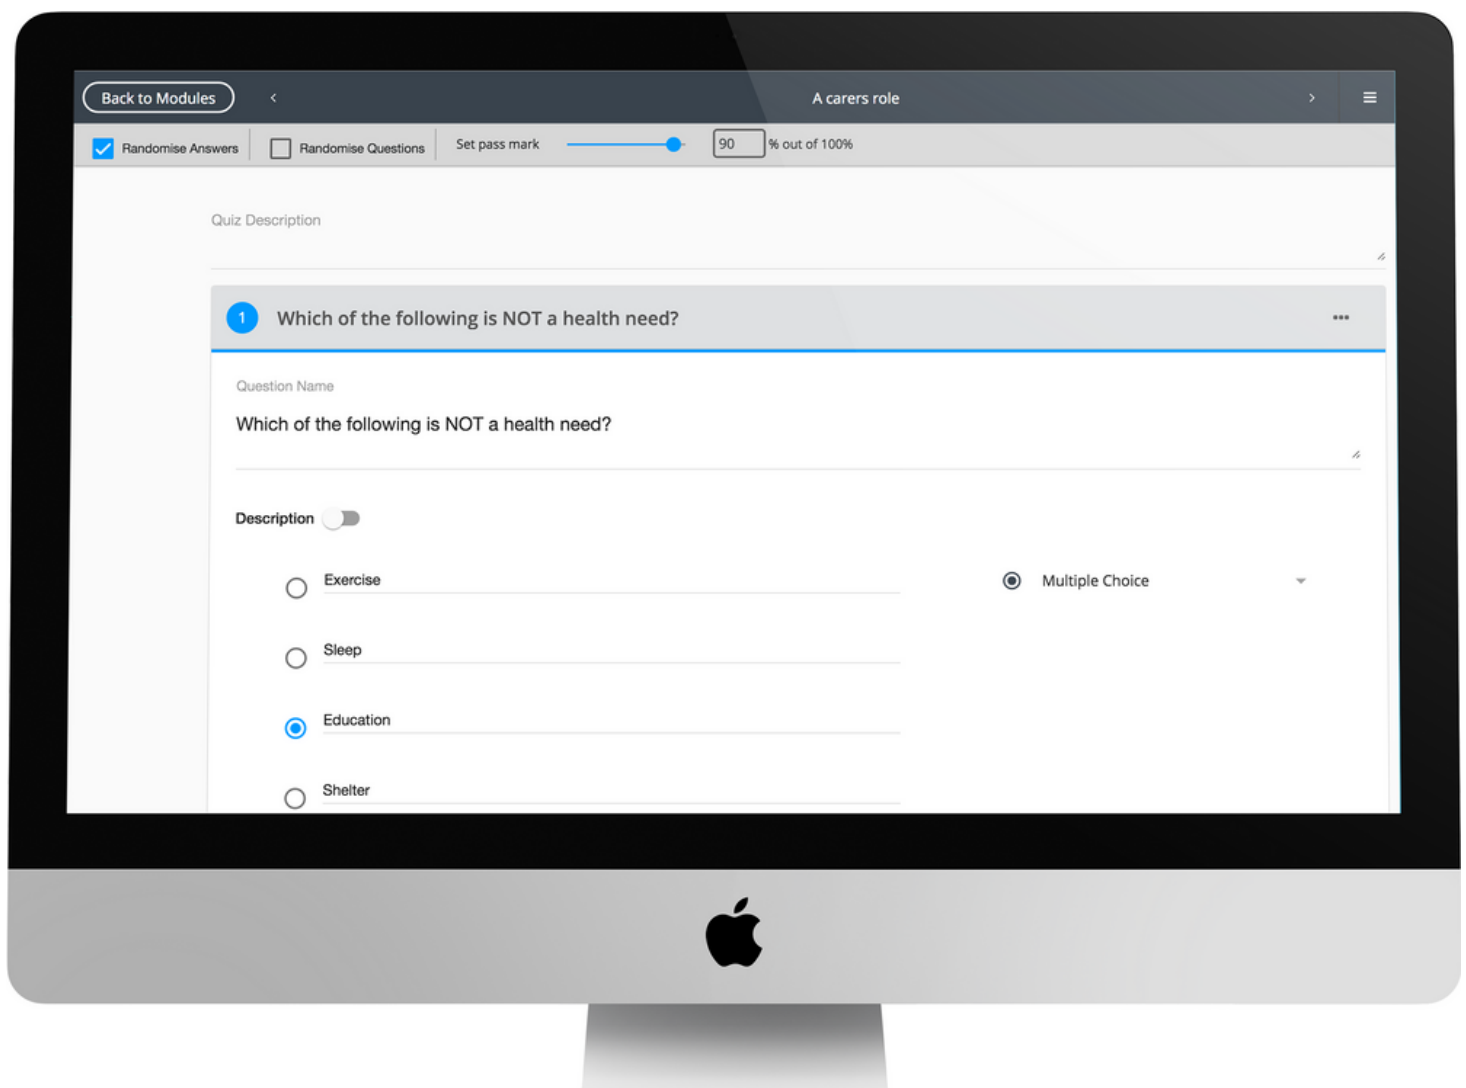 Back to Modules
A carers role
Randomise Answers
Randomise Questions
Set pass mark
90 % out of 100%
Quiz Description
1 Which of the following is NOT a health need?
Question Name
Which of the following is NOT a health need?
Description
Exercise
Multiple Choice
Sleep
Education
Shelter